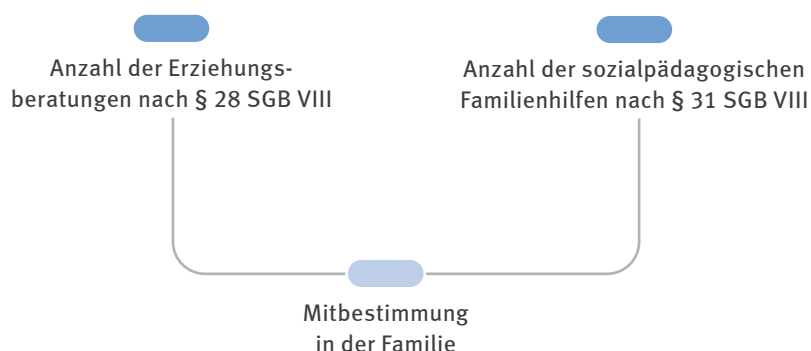 Anzahl der Erziehungs-
beratungen nach § 28 SGB VIII
Anzahl der sozialpädagogischen
Familienhilfen nach § 31 SGB VIII
Mitbestimmung
in der Familie